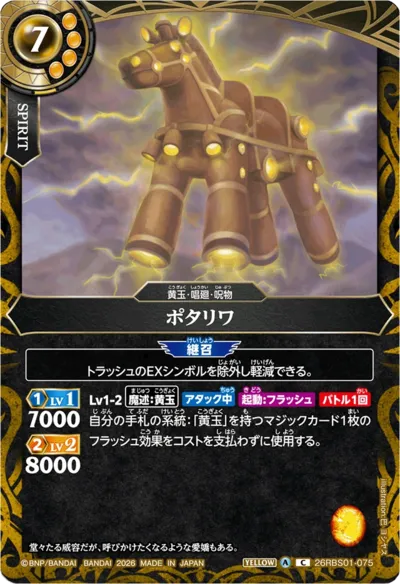 7
SPIRIT
黄玉・唱廻・呪物
ポタリワ
継召
トラッシュのEXシンボルを除外し軽減できる。
1 LV1
7000
2 LV2
8000
Lv1-2 魔述:黄玉 アタック中 起動:フラッシュ バトル1回
自分の手札の系統:「黄玉」を持つマジックカード1枚の
フラッシュ効果をコストを支払わずに使用する。
堂々たる威容だが、呼びかけたくなるような愛嬌もある。
©BNP/BANDAI BANDAI 2026 MADE IN JAPAN
YELLOW A C 26RBS01-075